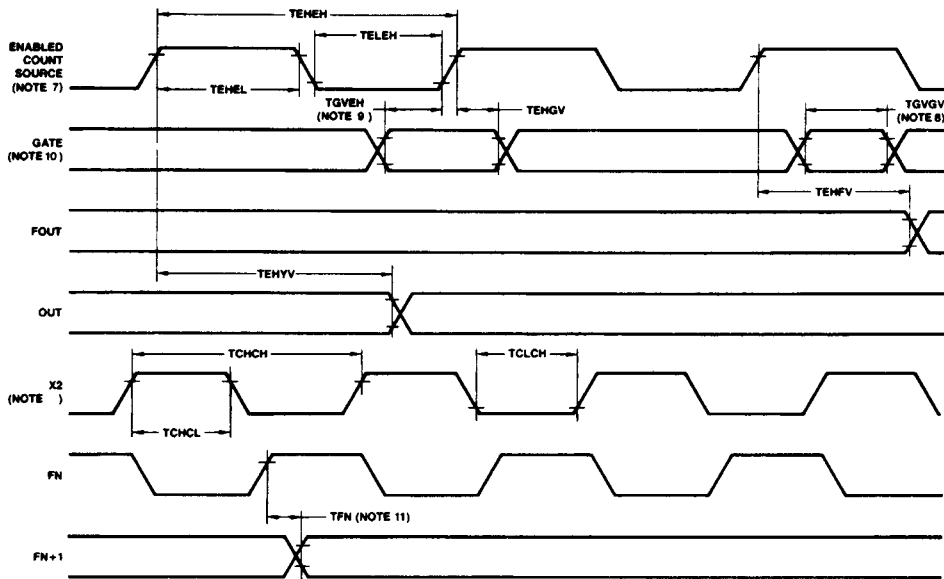 TEHEH
TELEH
ENABLED
COUNT
SOURCE
(NOTE 7)
TEHEL
TGVEH
(NOTE 9)
TEHGV
TGVGV
(NOTE 8)
GATE
(NOTE 10)
TEHFV
FOUT
TEHYV
OUT
TCHCH
TCLCH
X2
(NOTE )
TCHCL
FN
TFN (NOTE 11)
FN+1